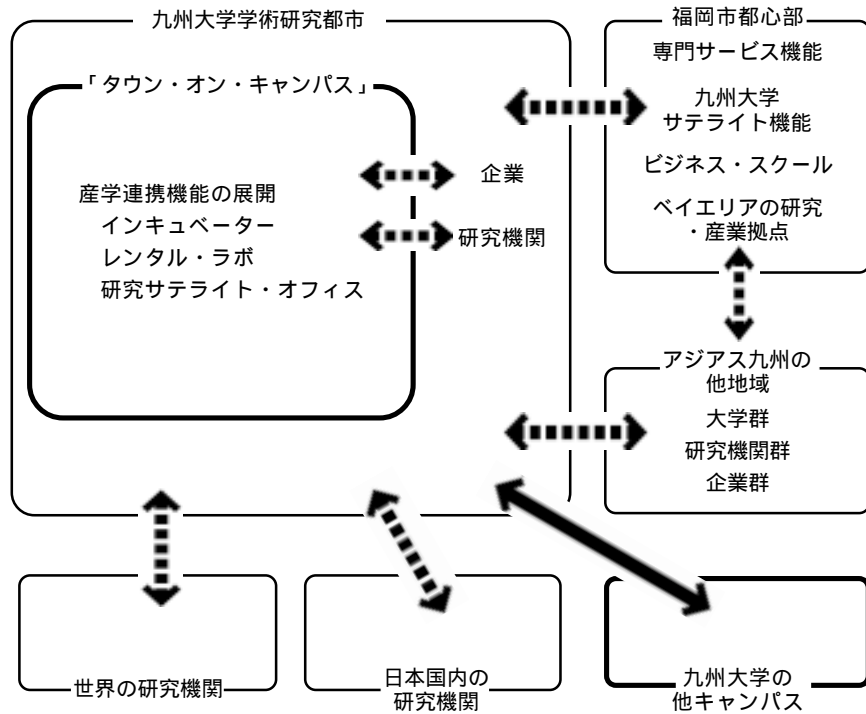 九州大学学術研究都市
「タウン・オン・キャンパス」
産学連携機能の展開
インキュベーター
レンタル・ラボ
研究サテライト・オフィス
企業
研究機関
福岡市都心部
専門サービス機能
九州大学
サテライト機能
ビジネス・スクール
ベイエリアの研究
・産業拠点
アジアス九州の
他地域
大学群
研究機関群
企業群
世界の研究機関
日本国内の
研究機関
九州大学の
他キャンパス